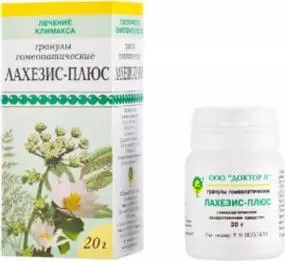 ЛЕЧЕНИЕ
КЛИМАКСА
гранулы
гомеопатические
ЛАХЕЗИС-ПЛЮС
20г
ООО "ДОКТОР Н"
гранулы гомеопатические
ЛАХЕЗИС-ПЛЮС
гомеопатическое
лекарственное средство
20 г